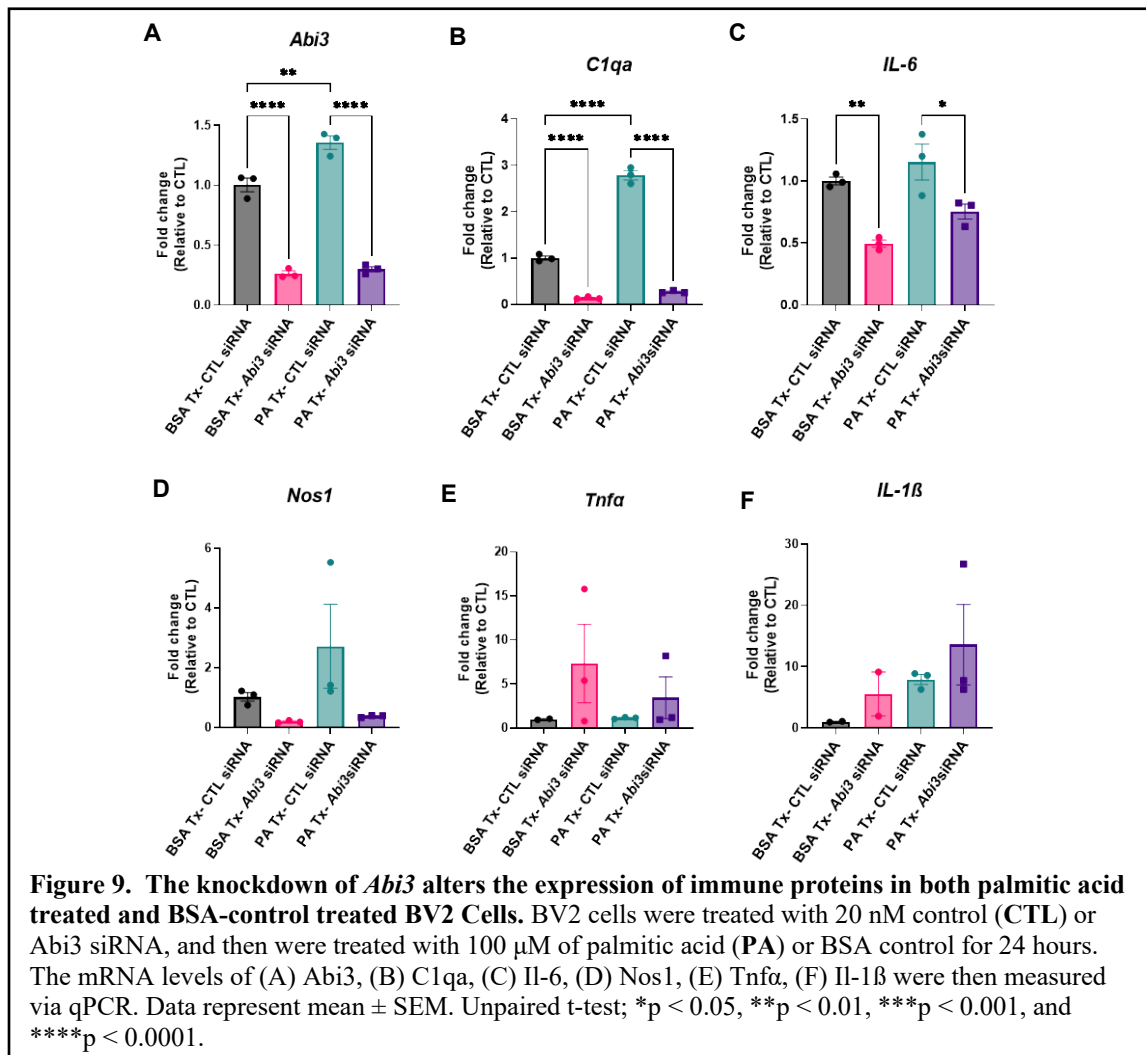 A
Abi3
**
****
****
Fold change
(Relative to CTL)
1.5
1.0
0.5
0.0
BSA Tx- CTL siRNA
BSA Tx- Abi3 siRNA
PA Tx- CTL siRNA
PA Tx- Abi3 siRNA
B
C1qa
****
****
****
Fold change
(Relative to CTL)
4
3
2
1
0
BSA Tx- CTL siRNA
BSA Tx- Abi3 siRNA
PA Tx- CTL siRNA
PA Tx- Abi3siRNA
C
IL-6
**
*
Fold change
(Relative to CTL)
1.5
1.0
0.5
0.0
BSA Tx- CTL siRNA
BSA Tx- Abi3 siRNA
PA Tx- CTL siRNA
PA Tx- Abi3siRNA
D
Nos1
Fold change
(Relative to CTL)
6
4
2
0
BSA Tx- CTL siRNA
BSA Tx- Abi3 siRNA
PA Tx- CTL siRNA
PA Tx- Abi3siRNA
E
Tnfα
Fold change
(Relative to CTL)
20
15
10
5
0
BSA Tx- CTL siRNA
BSA Tx- Abi3 siRNA
PA Tx- CTL siRNA
PA Tx- Abi3siRNA
F
IL-1ß
Fold change
(Relative to CTL)
30
20
10
0
BSA Tx- CTL siRNA
BSA Tx- Abi3 siRNA
PA Tx- CTL siRNA
PA Tx- Abi3siRNA
Figure 9. The knockdown of Abi3 alters the expression of immune proteins in both palmitic acid
treated and BSA-control treated BV2 Cells. BV2 cells were treated with 20 nM control (CTL) or
Abi3 siRNA, and then were treated with 100 μM of palmitic acid (PA) or BSA control for 24 hours.
The mRNA levels of (A) Abi3, (B) C1qa, (C) Il-6, (D) Nos1, (E) Tnfα, (F) Il-1ß were then measured
via qPCR. Data represent mean ± SEM. Unpaired t-test; *p < 0.05, **p < 0.01, ***p < 0.001, and
****p < 0.0001.